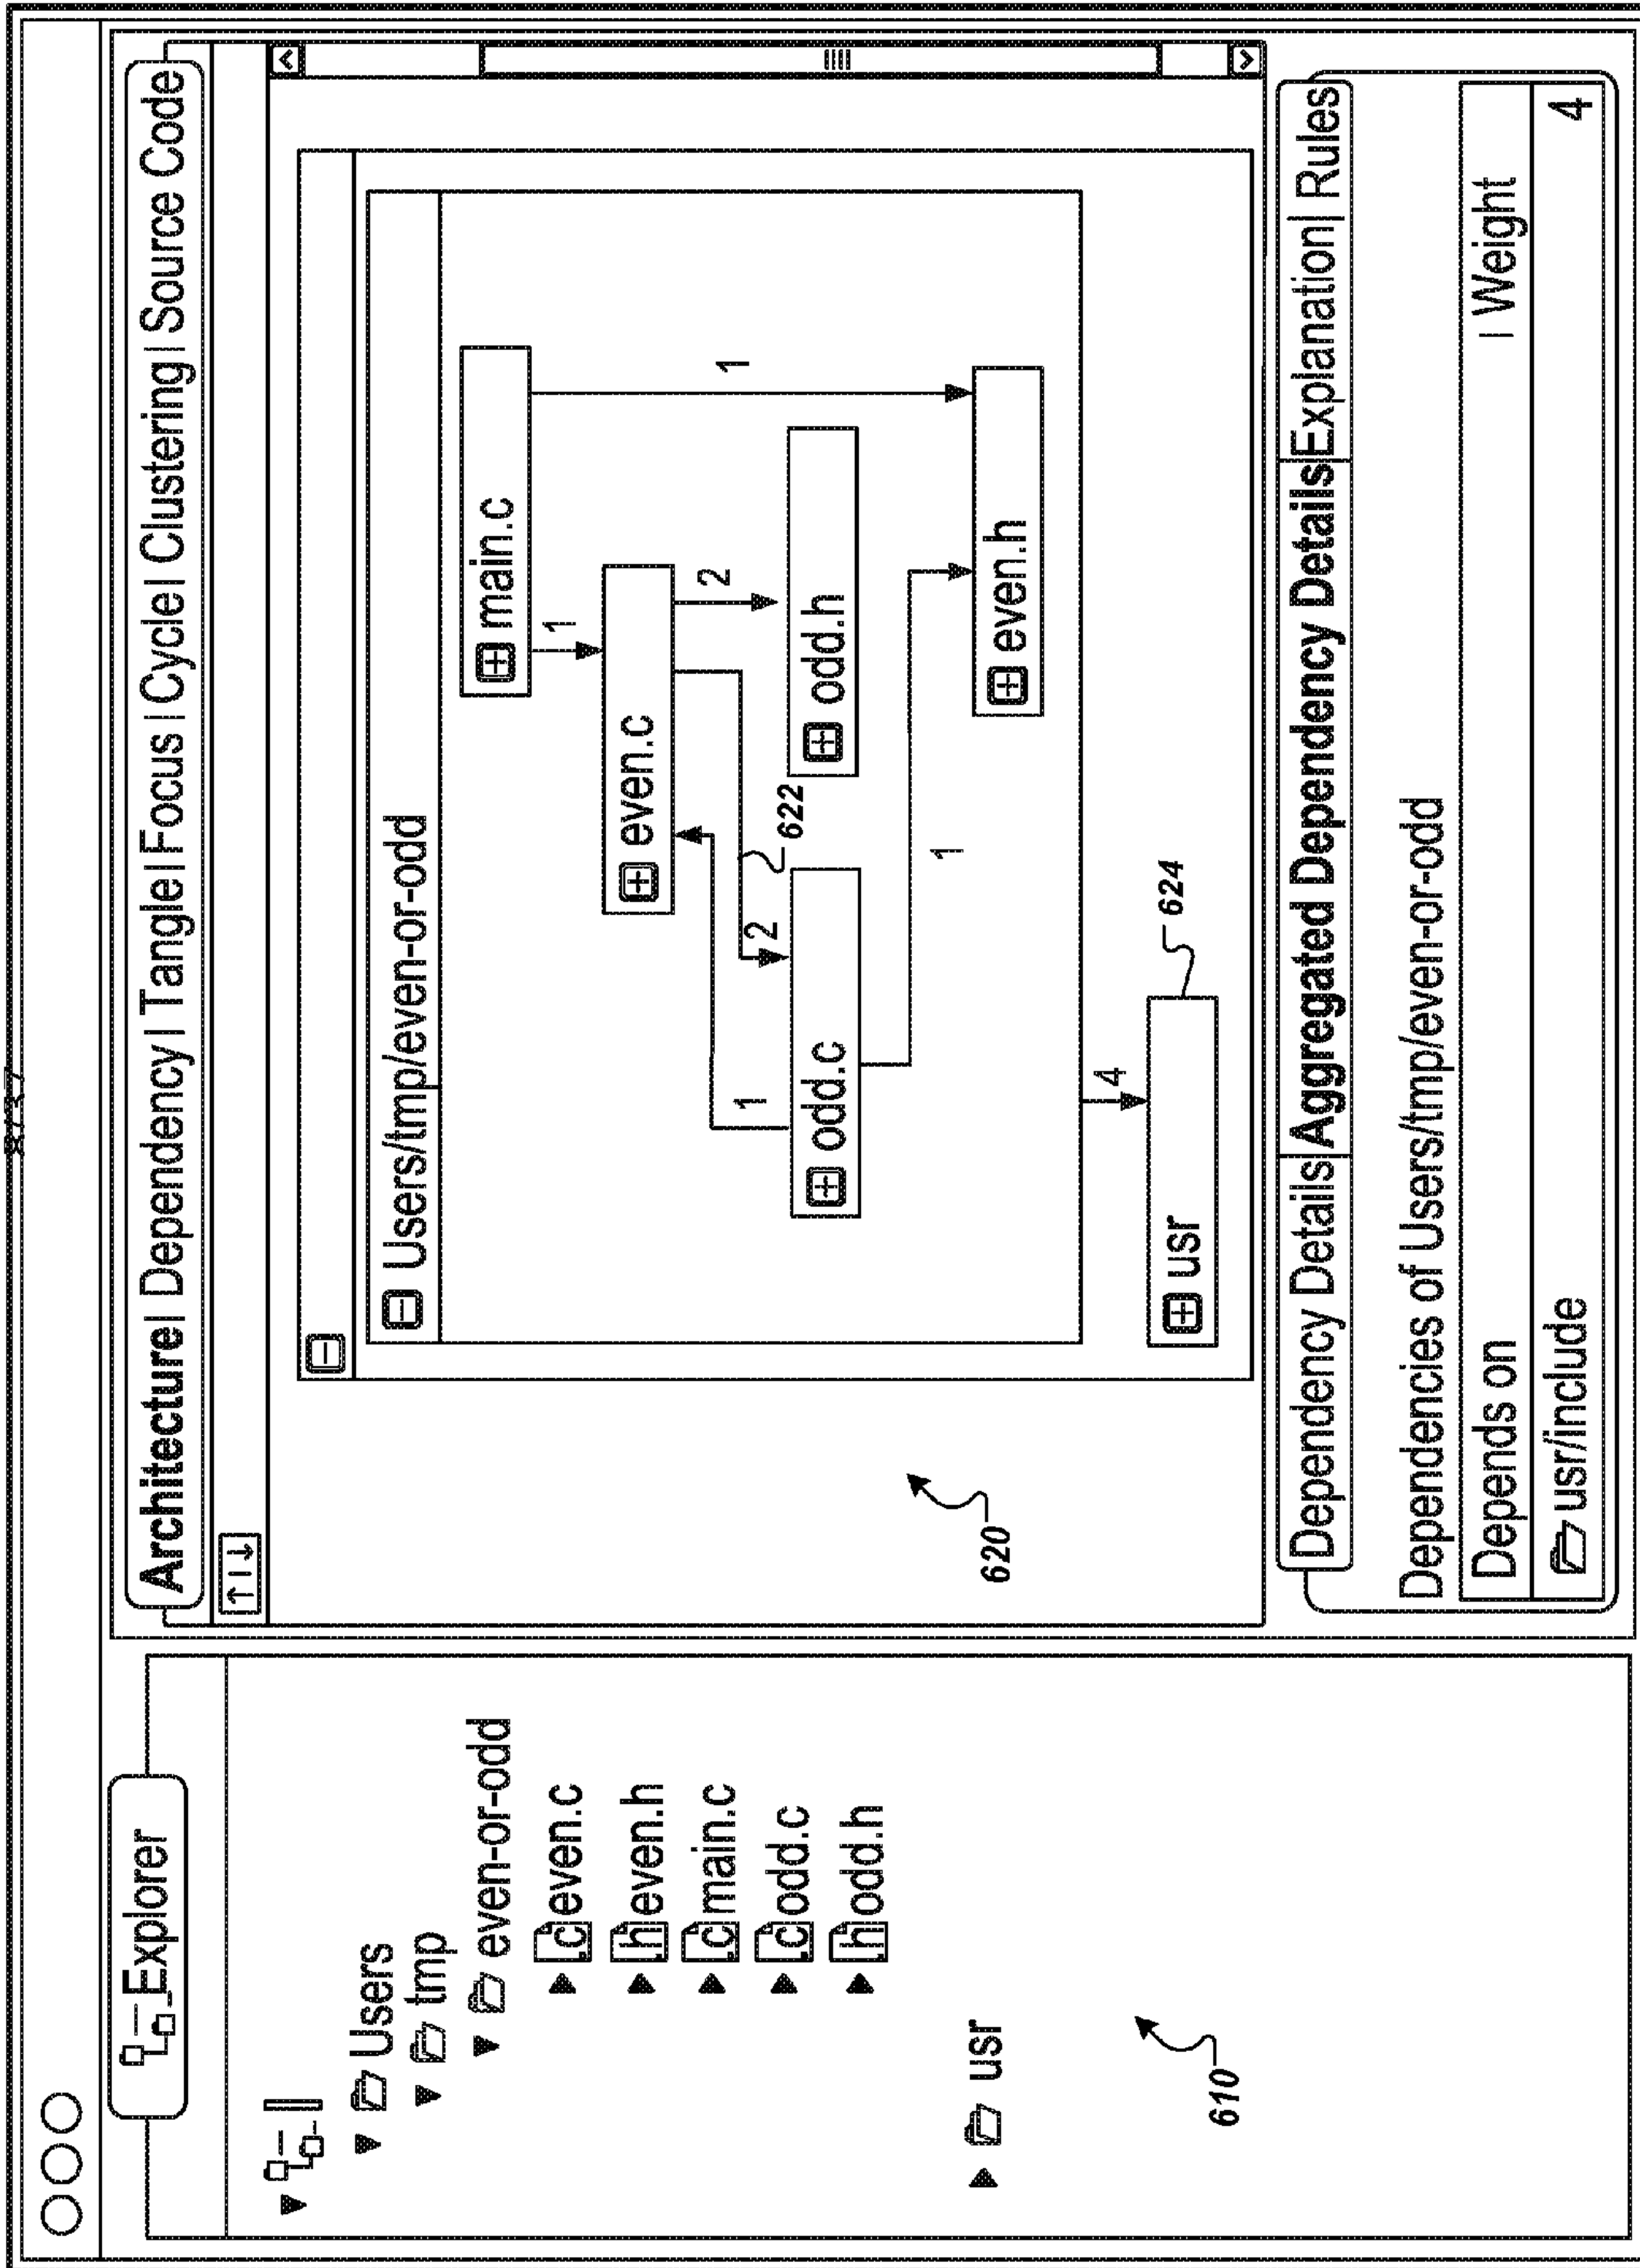 Explorer
Users
tmp
even-or-odd
.c even.c
.h even.h
.c main.c
.c odd.c
.h odd.h
usr
610
Architecture | Dependency | Tangle | Focus | Cycle | Clustering | Source Code
Users/tmp/even-or-odd
main.c
1
1
even.c
2
622
2
odd.h
1
odd.c
1
even.h
4
usr
624
620
Dependency Details | Aggregated Dependency Details Explanation | Rules
Dependencies of Users/tmp/even-or-odd
Depends on | Weight
usr/include 4